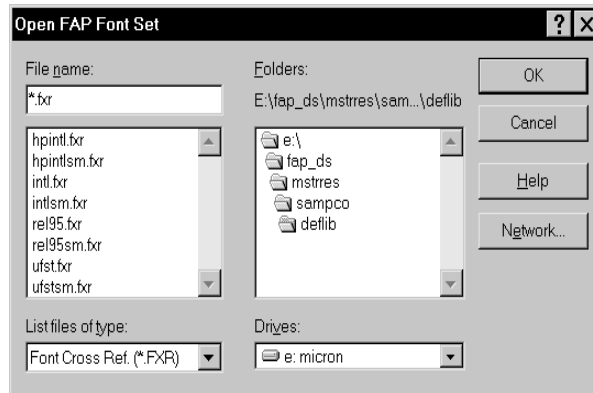 Open FAP Font Set
File name:
*.fxr
hpintl.fxr
hpintlsm.fxr
intl.fxr
intlsm.fxr
rel95.fxr
rel95sm.fxr
ufst.fxr
ufstsm.fxr
List files of type:
Font Cross Ref. (*.FXR)
Folders:
E:\fap_ds\mstrres\sam...\deflib
e:\
fap_ds
mstrres
sampco
deflib
Drives:
e: micron
OK
Cancel
Help
Network...